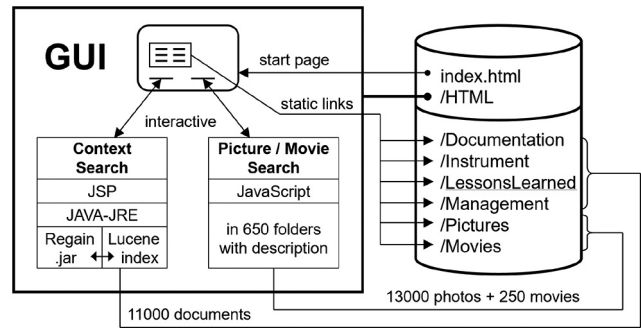 GUI
start page
index.html
/HTML
static links
interactive
Context
Search
JSP
JAVA-JRE
Regain
.jar
Lucene
index
Picture / Movie
Search
JavaScript
in 650 folders
with description
/Documentation
/Instrument
/LessonsLearned
/Management
/Pictures
/Movies
13000 photos + 250 movies
11000 documents